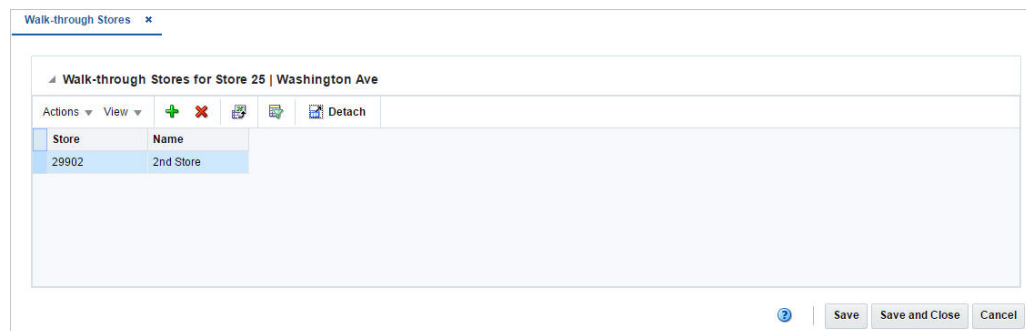 Walk-through Stores
Walk-through Stores for Store 25 | Washington Ave
Actions View Detach
Store Name
29902 2nd Store
Save Save and Close Cancel